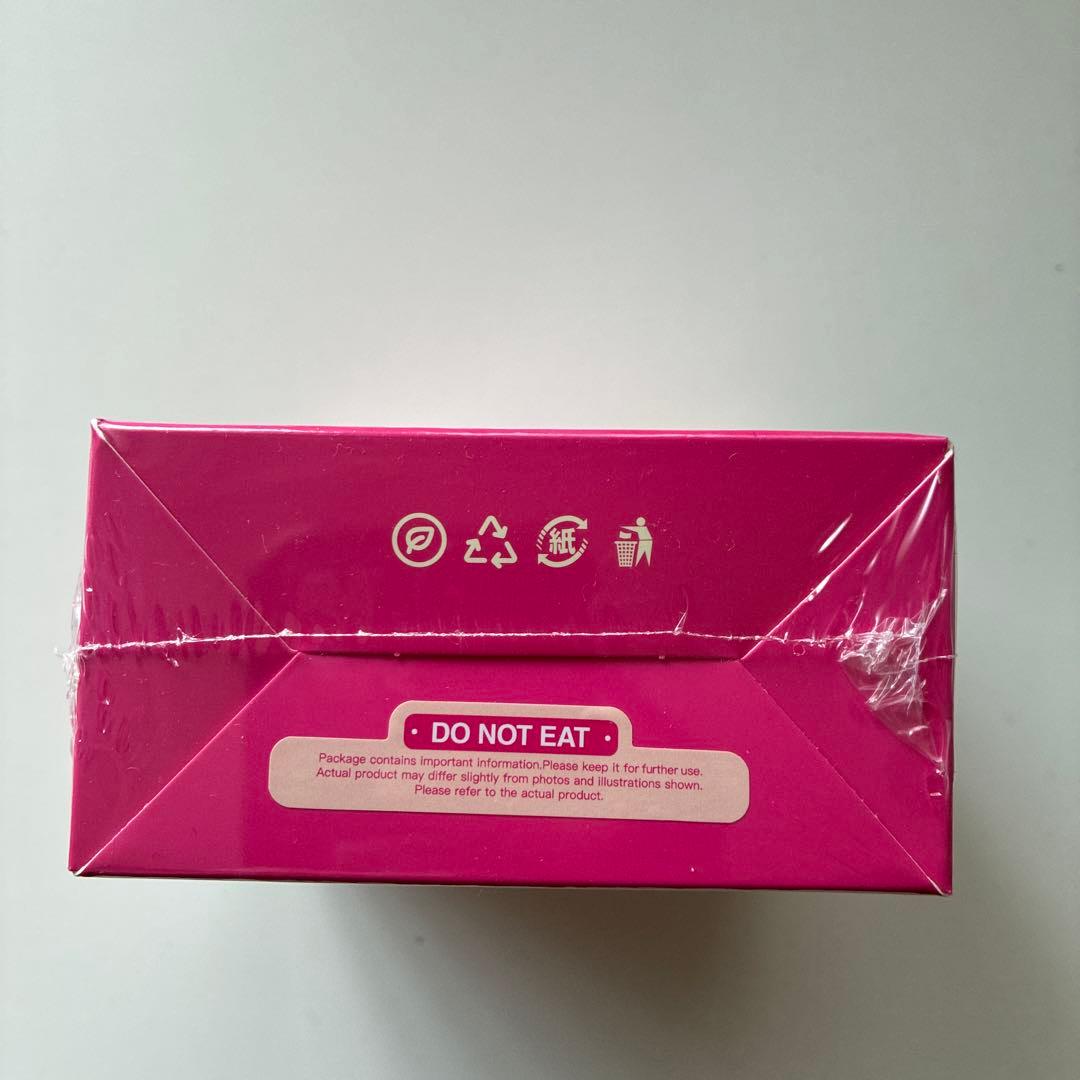 紙
· DO NOT EAT ·
Package contains important information.Please keep it for further use.
Actual product may differ slightly from photos and illustrations shown.
Please refer to the actual product.